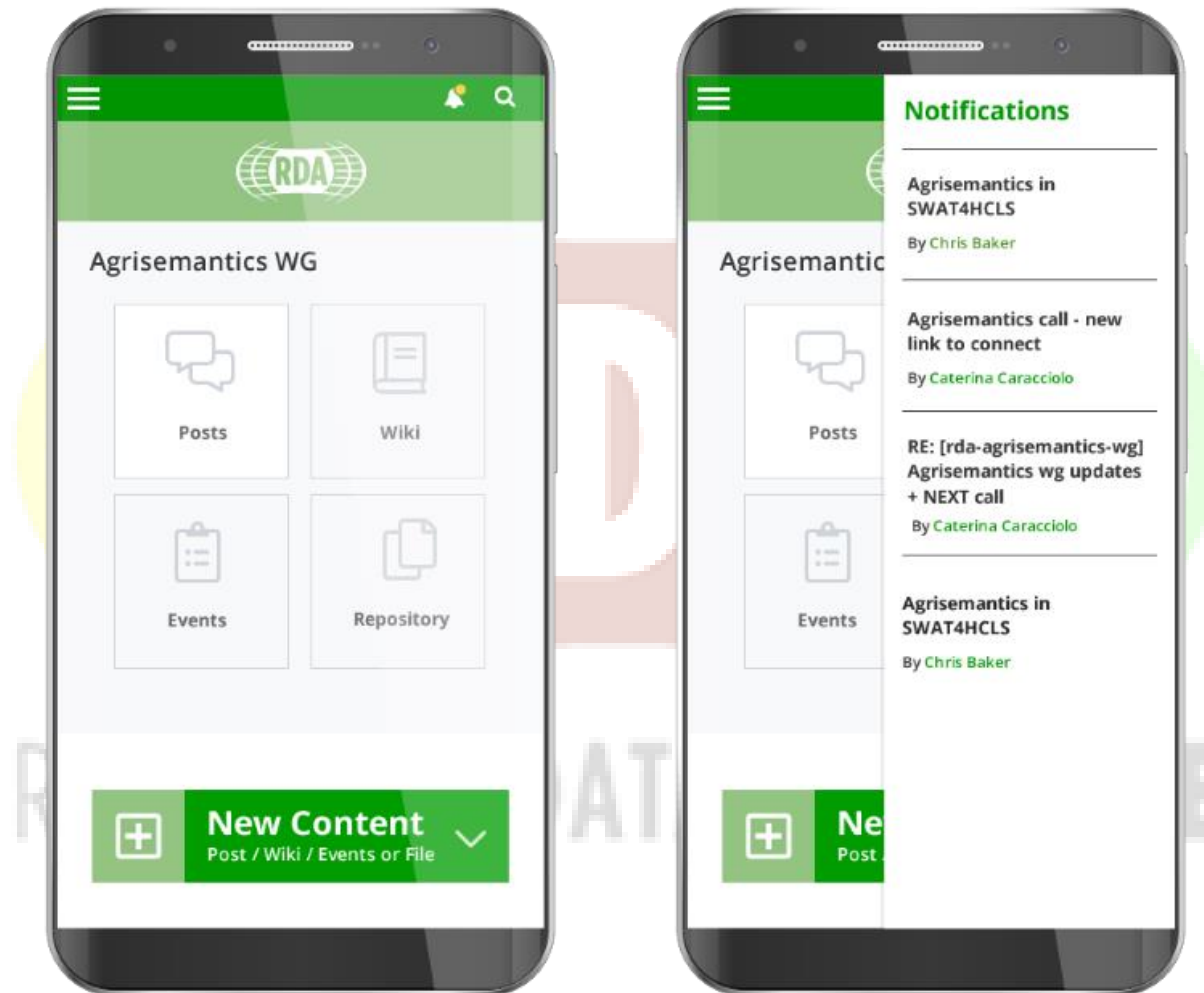 RDA
Agrisemantics WG
Posts
Wiki
Events
Repository
New Content
Post / Wiki / Events or File
Agrisemantic
Posts
Events
Ne
Post /
Notifications
Agrisemantics in
SWAT4HCLS
By Chris Baker
Agrisemantics call - new
link to connect
By Caterina Caracciolo
RE: [rda-agrisemantics-wg]
Agrisemantics wg updates
+ NEXT call
By Caterina Caracciolo
Agrisemantics in
SWAT4HCLS
By Chris Baker